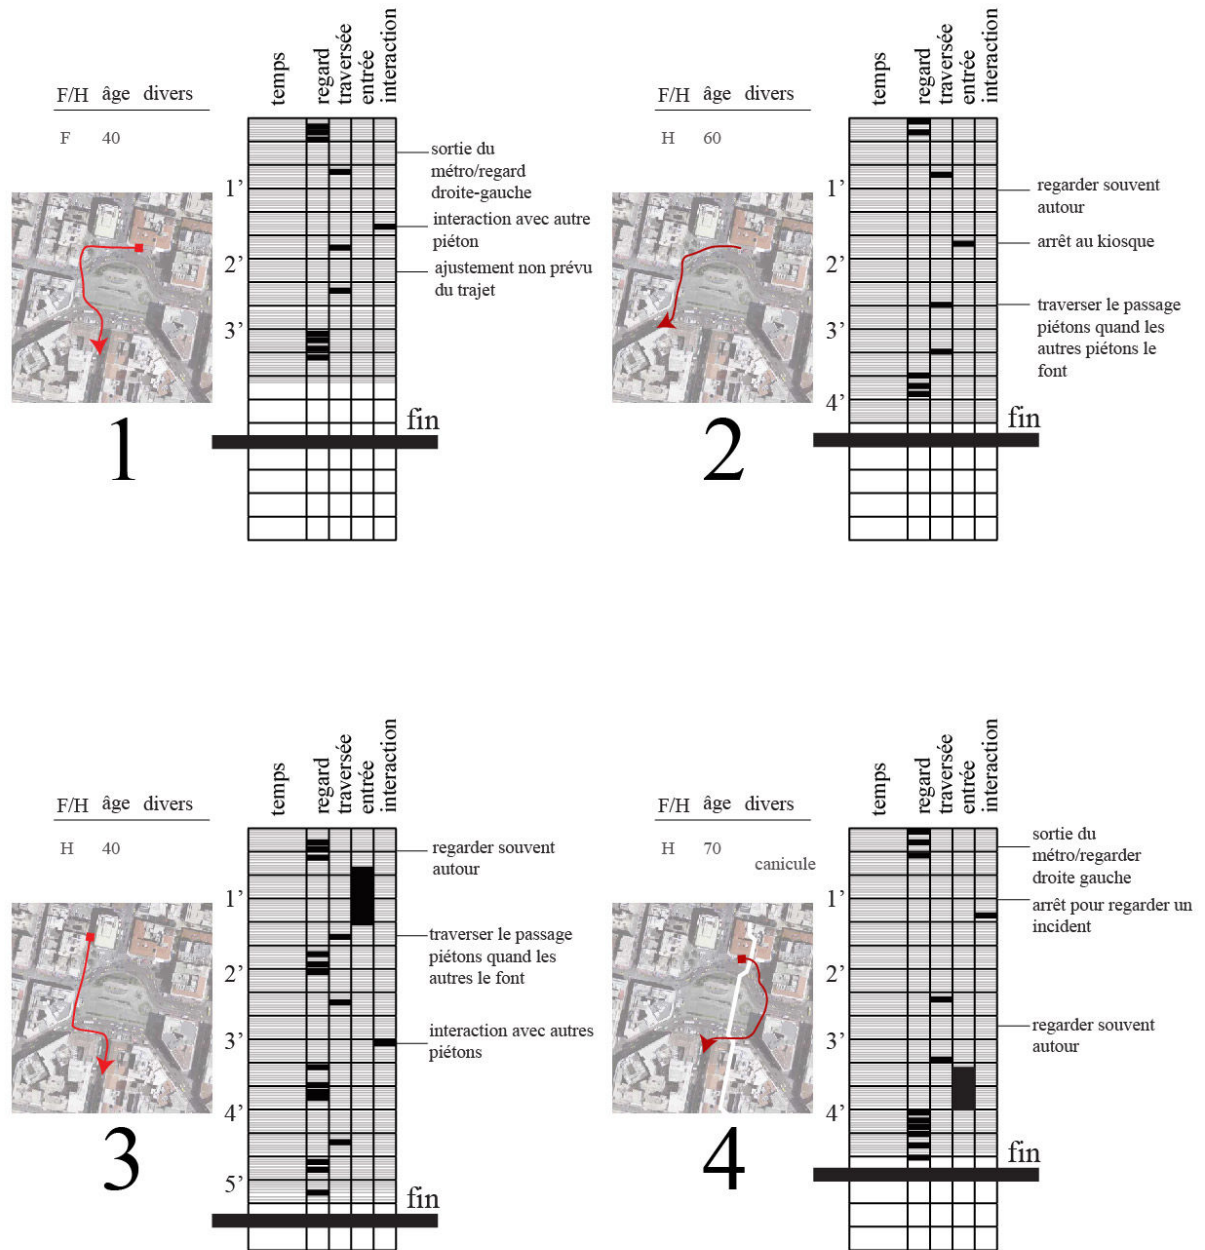 F/H âge divers
F 40
temps
regard
traversée
entrée
interaction
1’
2’
3’
sortie du
métro/regard
droite-gauche
interaction avec autre
piéton
ajustement non prévu
du trajet
fin
1
F/H âge divers
H 60
temps
regard
traversée
entrée
interaction
1’
2’
3’
4’
regarder souvent
autour
arrêt au kiosque
traverser le passage
piétons quand les
autres piétons le
font
fin
2
F/H âge divers
H 40
temps
regard
traversée
entrée
interaction
1’
2’
3’
4’
5’
regarder souvent
autour
traverser le passage
piétons quand les
autres le font
interaction avec autres
piétons
fin
3
F/H âge divers
H 70
canicule
temps
regard
traversée
entrée
interaction
1’
2’
3’
4’
sortie du
métro/regarder
droite gauche
arrêt pour regarder un
incident
regarder souvent
autour
fin
4